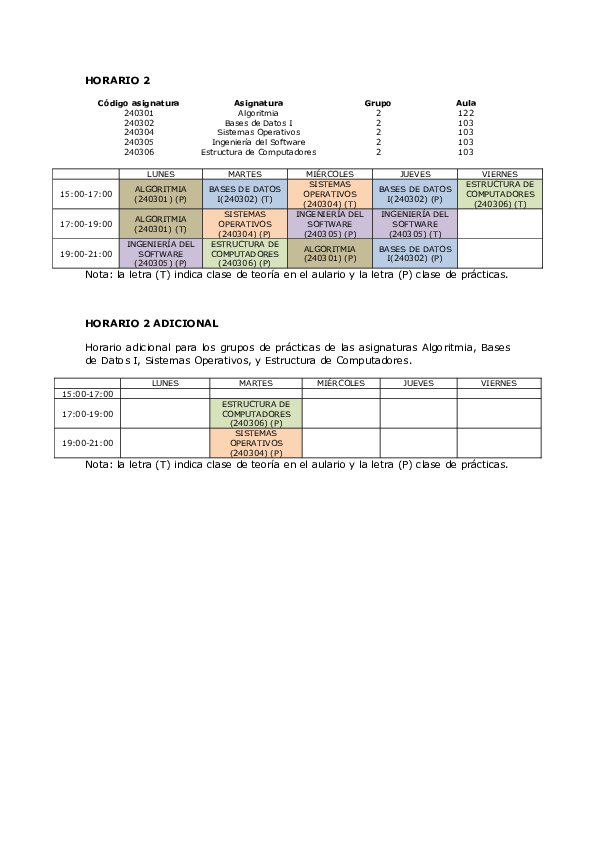 HORARIO 2
Código asignatura Asignatura Grupo Aula
240301 Algoritmia 2 122
240302 Bases de Datos I 2 103
240304 Sistemas Operativos 2 103
240305 Ingeniería del Software 2 103
240306 Estructura de Computadores 2 103
LUNES MARTES MIÉRCOLES JUEVES VIERNES
15:00-17:00
ALGORITMIA
(240301) (P)
BASES DE DATOS
I(240302) (T)
SISTEMAS
OPERATIVOS
(240304) (T)
BASES DE DATOS
I(240302) (P)
ESTRUCTURA DE
COMPUTADORES
(240306) (T)
17:00-19:00
ALGORITMIA
(240301) (T)
SISTEMAS
OPERATIVOS
(240304) (P)
INGENIERÍA DEL
SOFTWARE
(240305) (P)
INGENIERÍA DEL
SOFTWARE
(240305) (T)
19:00-21:00
INGENIERÍA DEL
SOFTWARE
(240305) (P)
ESTRUCTURA DE
COMPUTADORES
(240306) (P)
ALGORITMIA
(240301) (P)
BASES DE DATOS
I(240302) (P)
Nota: la letra (T) indica clase de teoría en el aulario y la letra (P) clase de prácticas.
HORARIO 2 ADICIONAL
Horario adicional para los grupos de prácticas de las asignaturas Algoritmia, Bases
de Datos I, Sistemas Operativos, y Estructura de Computadores.
LUNES MARTES MIÉRCOLES JUEVES VIERNES
15:00-17:00
17:00-19:00
ESTRUCTURA DE
COMPUTADORES
(240306) (P)
19:00-21:00
SISTEMAS
OPERATIVOS
(240304) (P)
Nota: la letra (T) indica clase de teoría en el aulario y la letra (P) clase de prácticas.